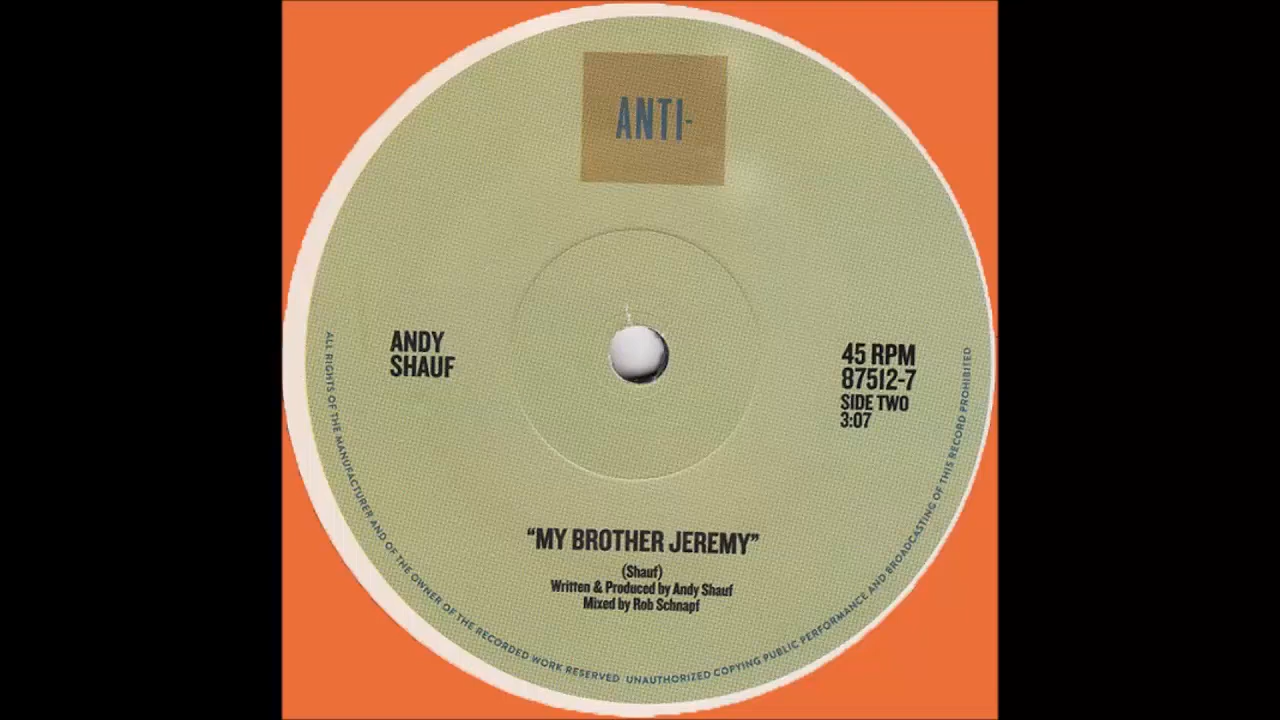 ANTI-
ANDY
SHAUF
45 RPM
87512-7
SIDE TWO
3:07
“MY BROTHER JEREMY”
(Shauf)
Written & Produced by Andy Shauf
Mixed by Rob Schnapf
ALL RIGHTS OF THE MANUFACTURER AND OF THE OWNER OF THE RECORDED WORK RESERVED UNAUTHORIZED COPYING PUBLIC PERFORMANCE AND BROADCASTING OF THIS RECORD PROHIBITED